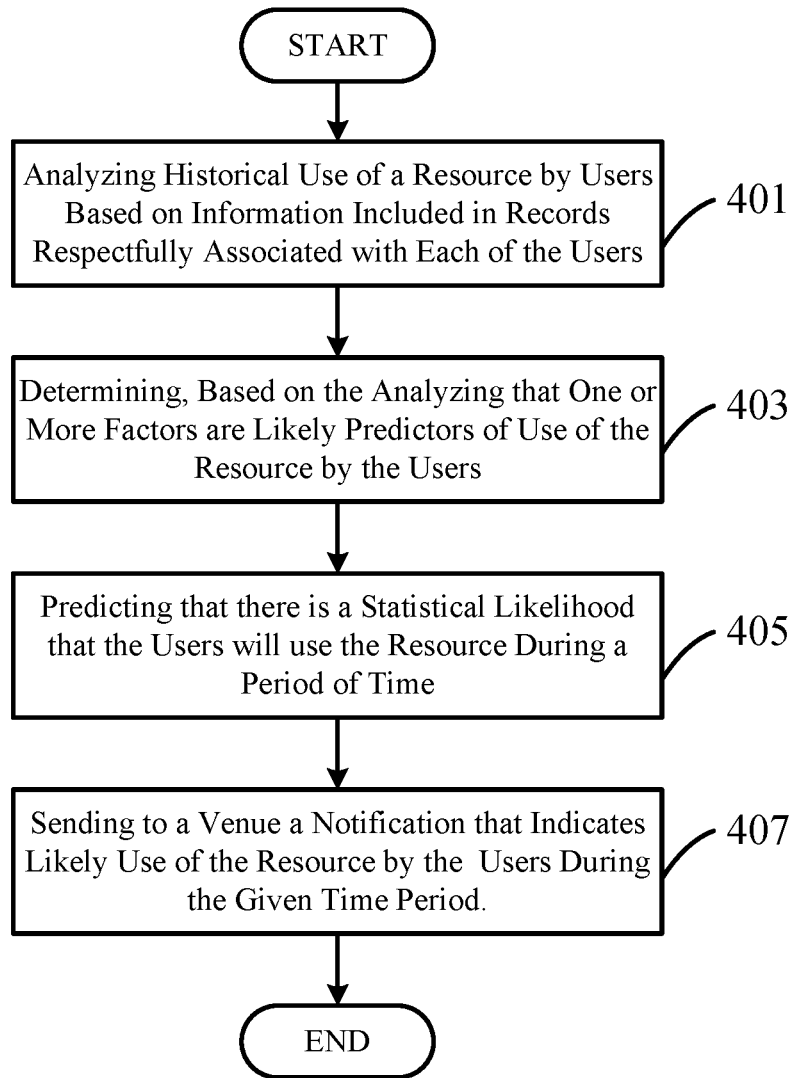 START
Analyzing Historical Use of a Resource by Users
Based on Information Included in Records
Respectfully Associated with Each of the Users
401
Determining, Based on the Analyzing that One or
More Factors are Likely Predictors of Use of the
Resource by the Users
403
Predicting that there is a Statistical Likelihood
that the Users will use the Resource During a
Period of Time
405
Sending to a Venue a Notification that Indicates
Likely Use of the Resource by the Users During
the Given Time Period.
407
END